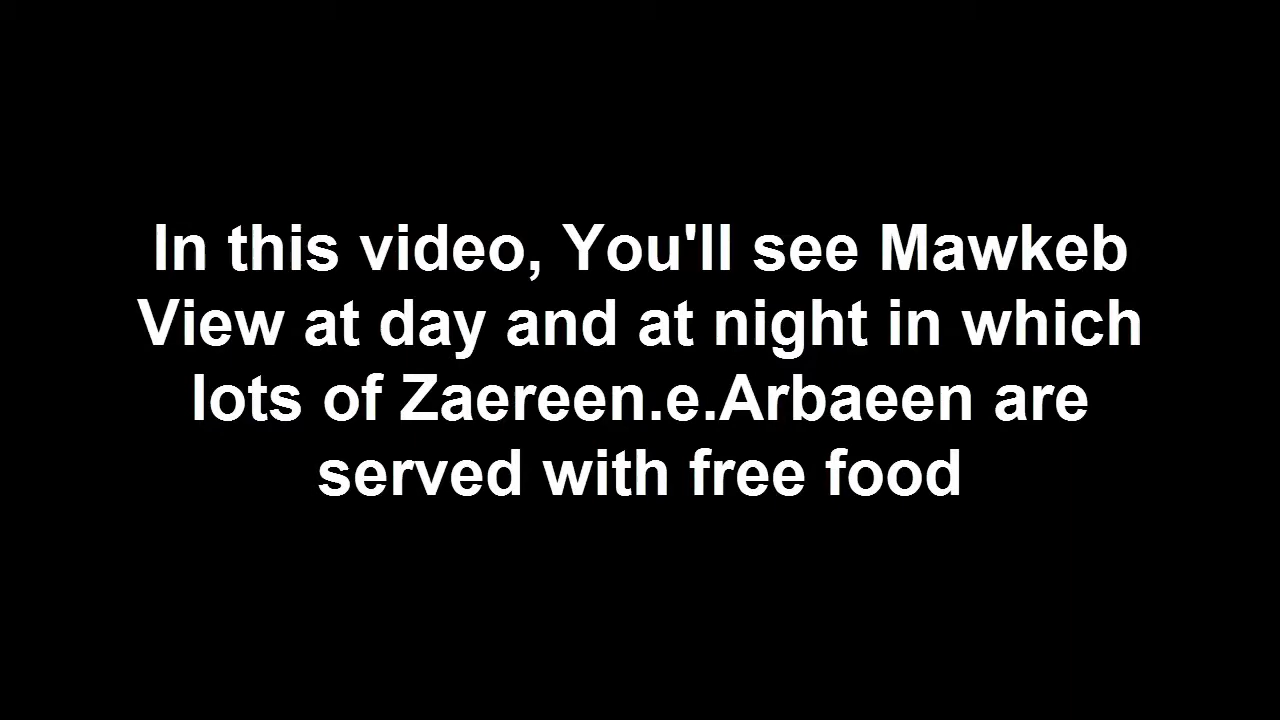 In this video, You'll see Mawkeb
View at day and at night in which
lots of Zaereen.e.Arbaeen are
served with free food